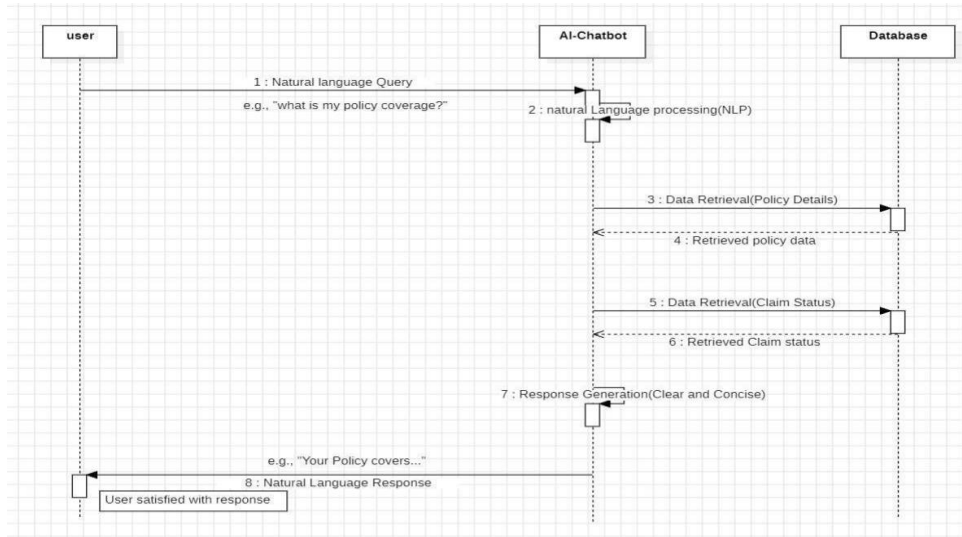 user
AI-Chatbot
Database
1 : Natural language Query
e.g., "what is my policy coverage?"
2 : natural Language processing(NLP)
3 : Data Retrieval(Policy Details)
4 : Retrieved policy data
5 : Data Retrieval(Claim Status)
6 : Retrieved Claim status
7 : Response Generation(Clear and Concise)
e.g., "Your Policy covers..."
8 : Natural Language Response
User satisfied with response